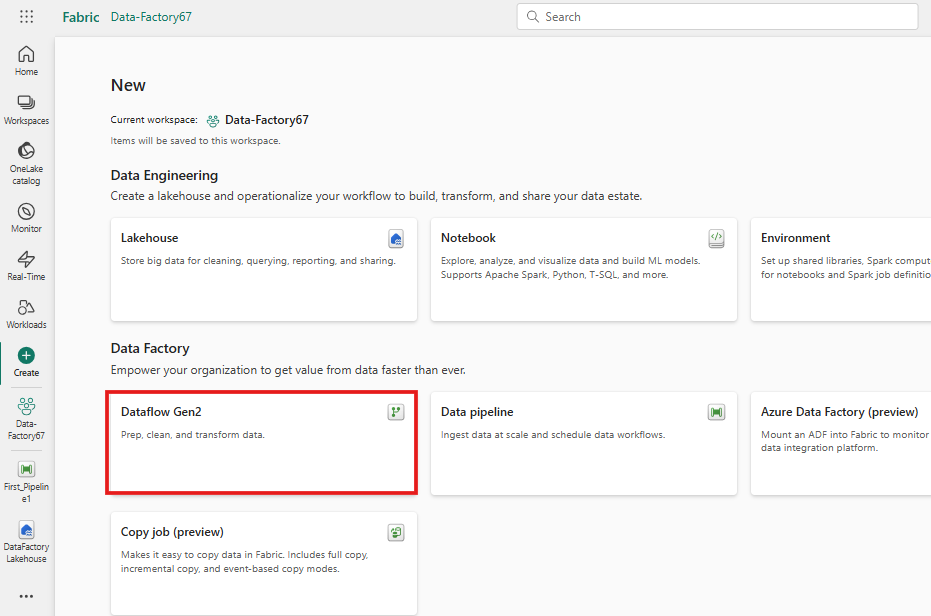 Fabric Data-Factory67
Search
Home
Workspaces
OneLake
catalog
Monitor
Real-Time
Workloads
Create
Data-
Factory67
First_Pipelin
e1
DataFactory
Lakehouse
New
Current workspace: Data-Factory67
Items will be saved to this workspace.
Data Engineering
Create a lakehouse and operationalize your workflow to build, transform, and share your data estate.
Lakehouse
Store big data for cleaning, querying, reporting, and sharing.
Notebook
Explore, analyze, and visualize data and build ML models.
Supports Apache Spark, Python, T-SQL, and more.
Environment
Set up shared libraries, Spark comput
for notebooks and Spark job definitio
Data Factory
Empower your organization to get value from data faster than ever.
Dataflow Gen2
Prep, clean, and transform data.
Data pipeline
Ingest data at scale and schedule data workflows.
Azure Data Factory (preview)
Mount an ADF into Fabric to monitor
data integration platform.
Copy job (preview)
Makes it easy to copy data in Fabric. Includes full copy,
incremental copy, and event-based copy modes.